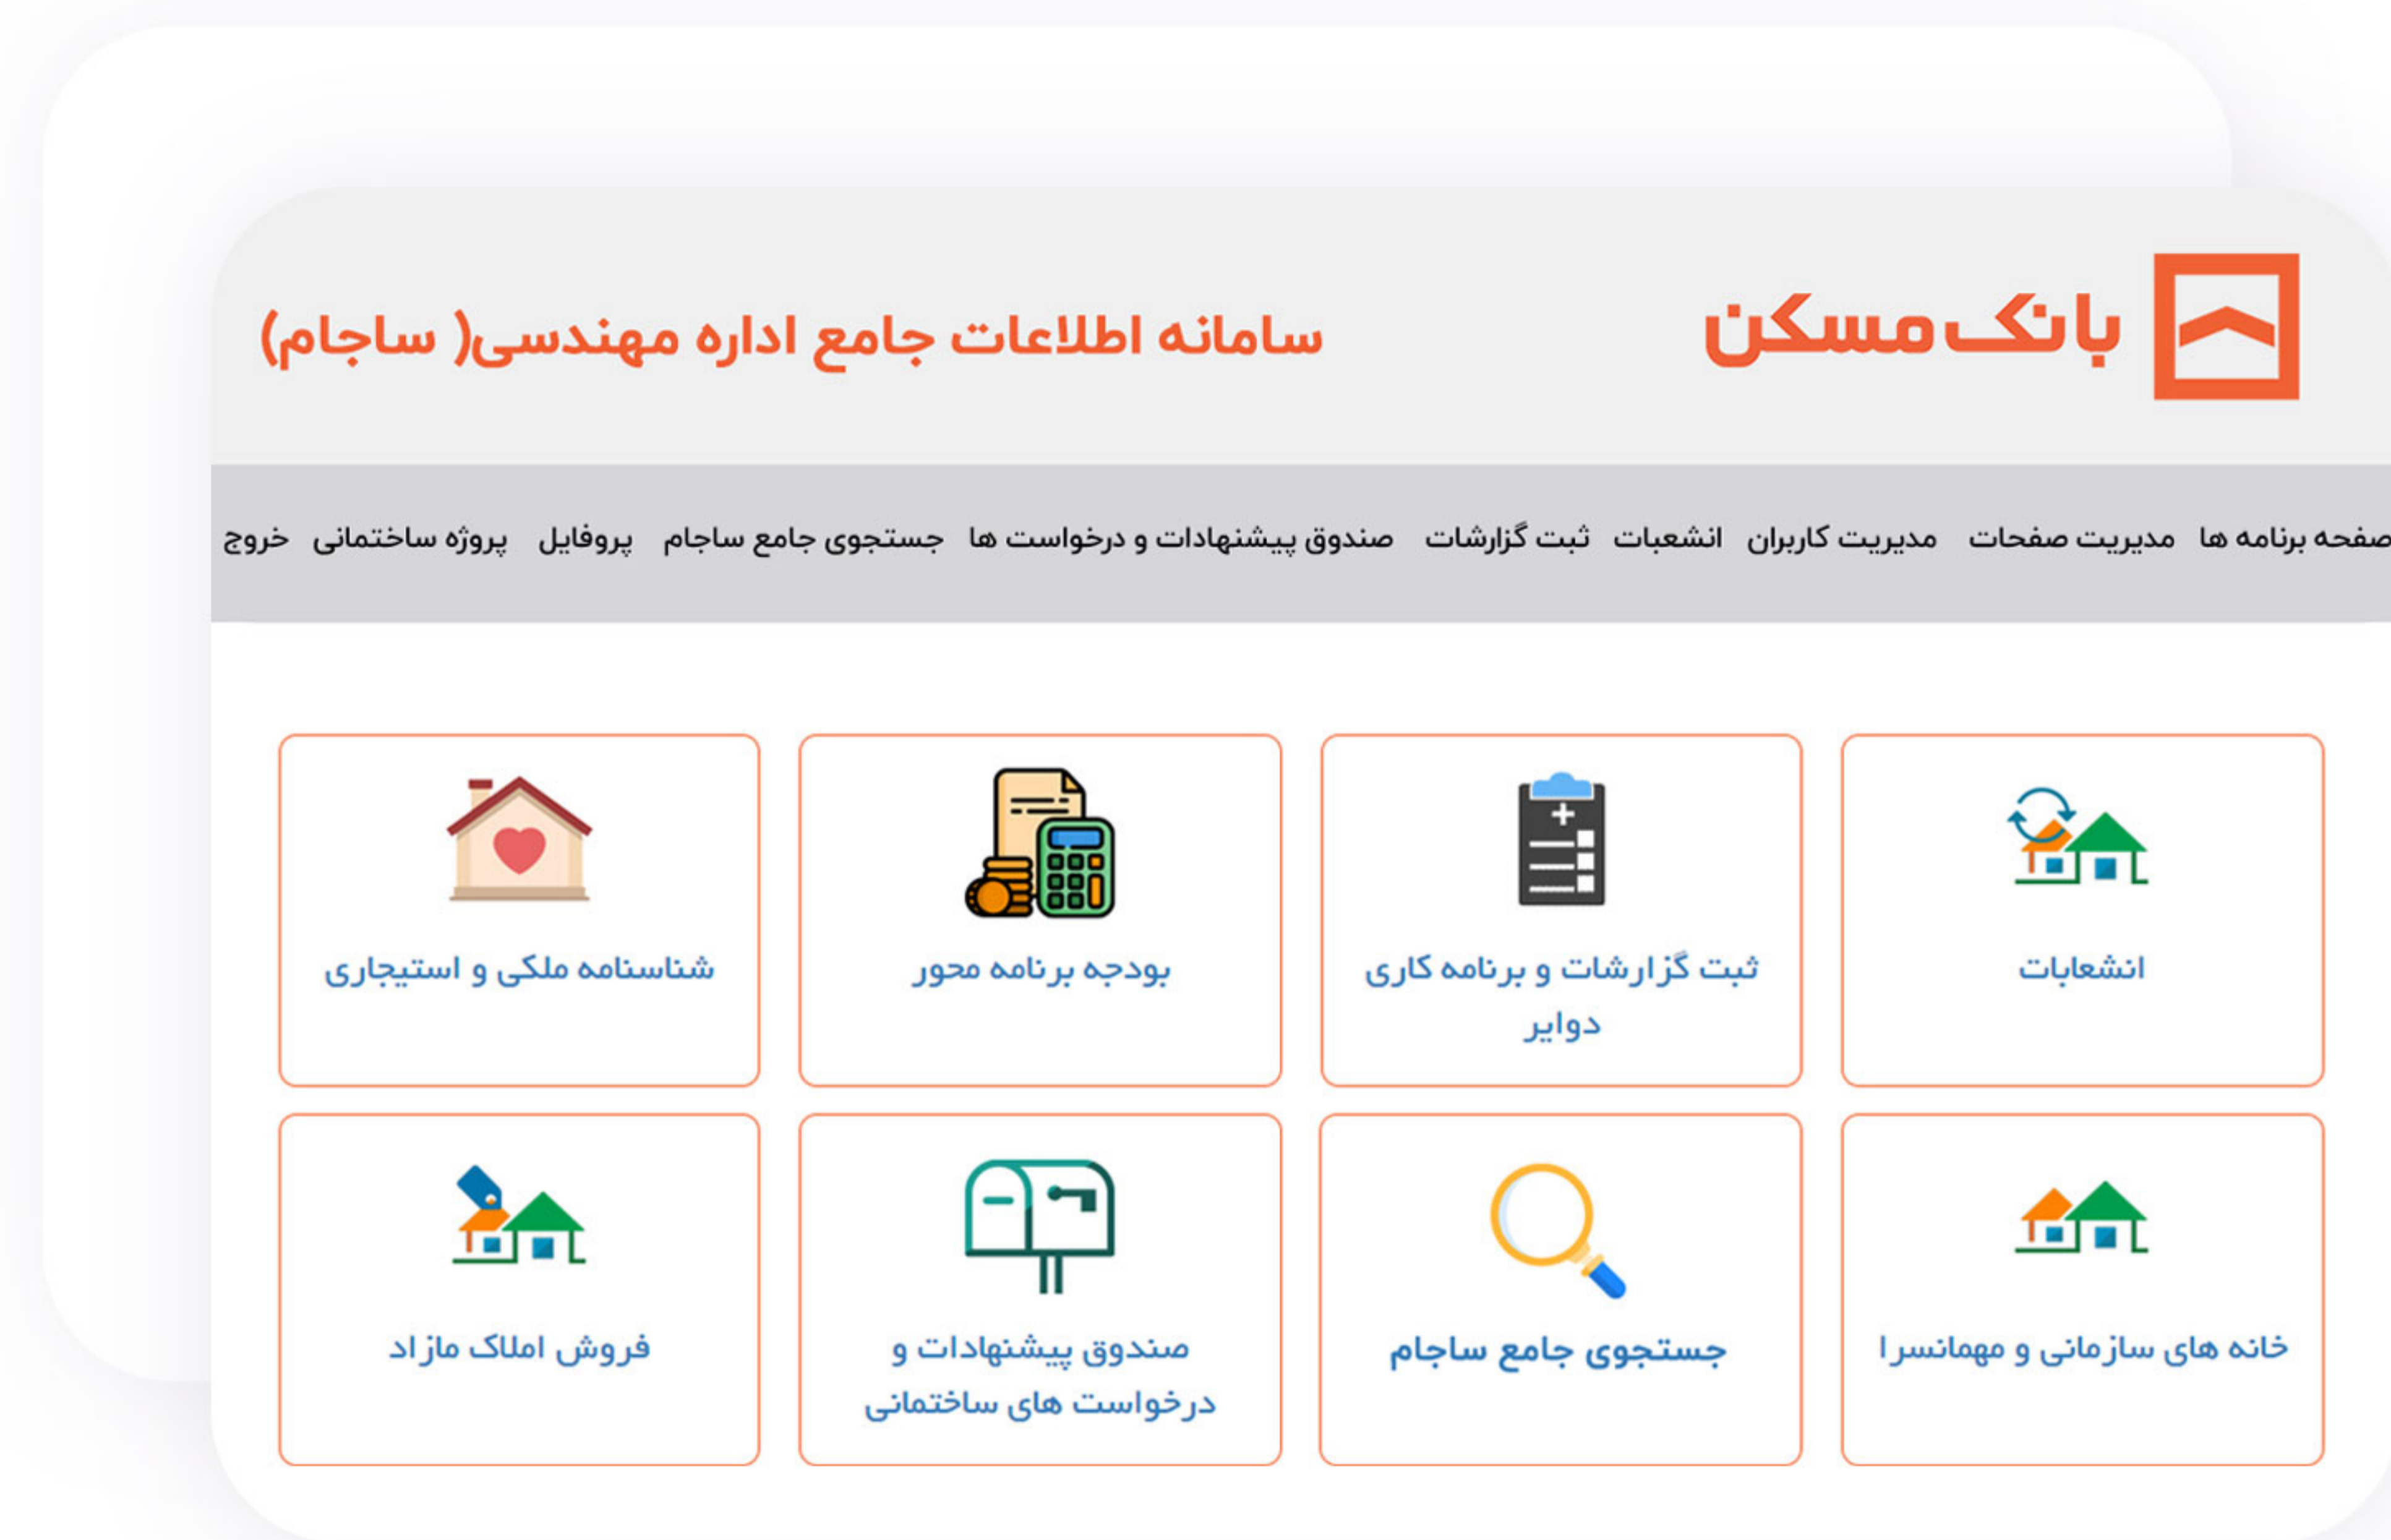 بانک مسکن
سامانه اطلاعات جامع اداره مهندسی( ساجام)
صفحه برنامه ها مدیریت صفحات مدیریت کاربران انشعبات ثبت گزارشات صندوق پیشنهادات و درخواست ها جستجوی جامع ساجام پروفایل پروژه ساختمانی خروج
انشعابات
ثبت گزارشات و برنامه کاری
دوایر
بودجه برنامه محور
شناسنامه ملکی و استیجاری
خانه های سازمانی و مهمانسرا
جستجوی جامع ساجام
صندوق پیشنهادات و
درخواست های ساختمانی
فروش املاک مازاد